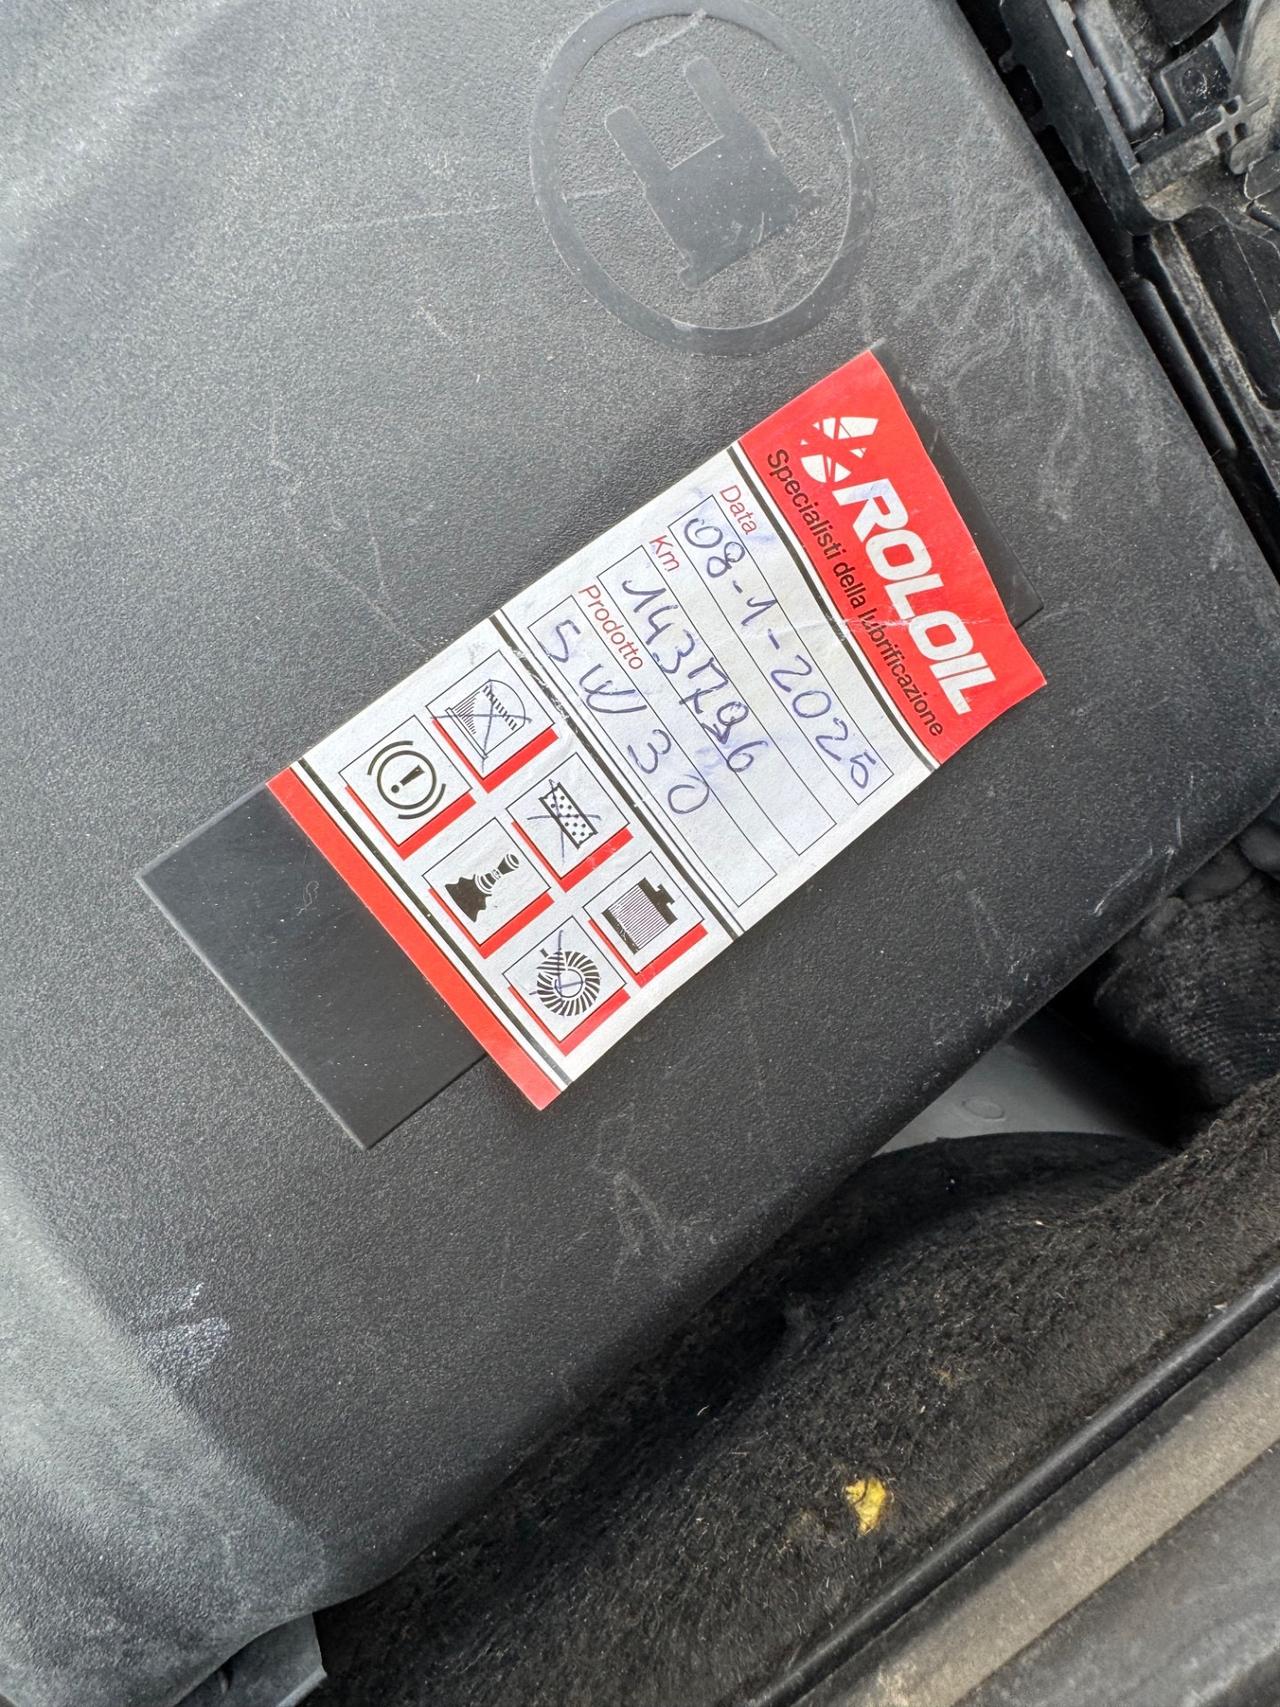 ROLOIL
Specialisti della lubrificazione
Data
08-1-2025
Km
143796
Prodotto
5W30